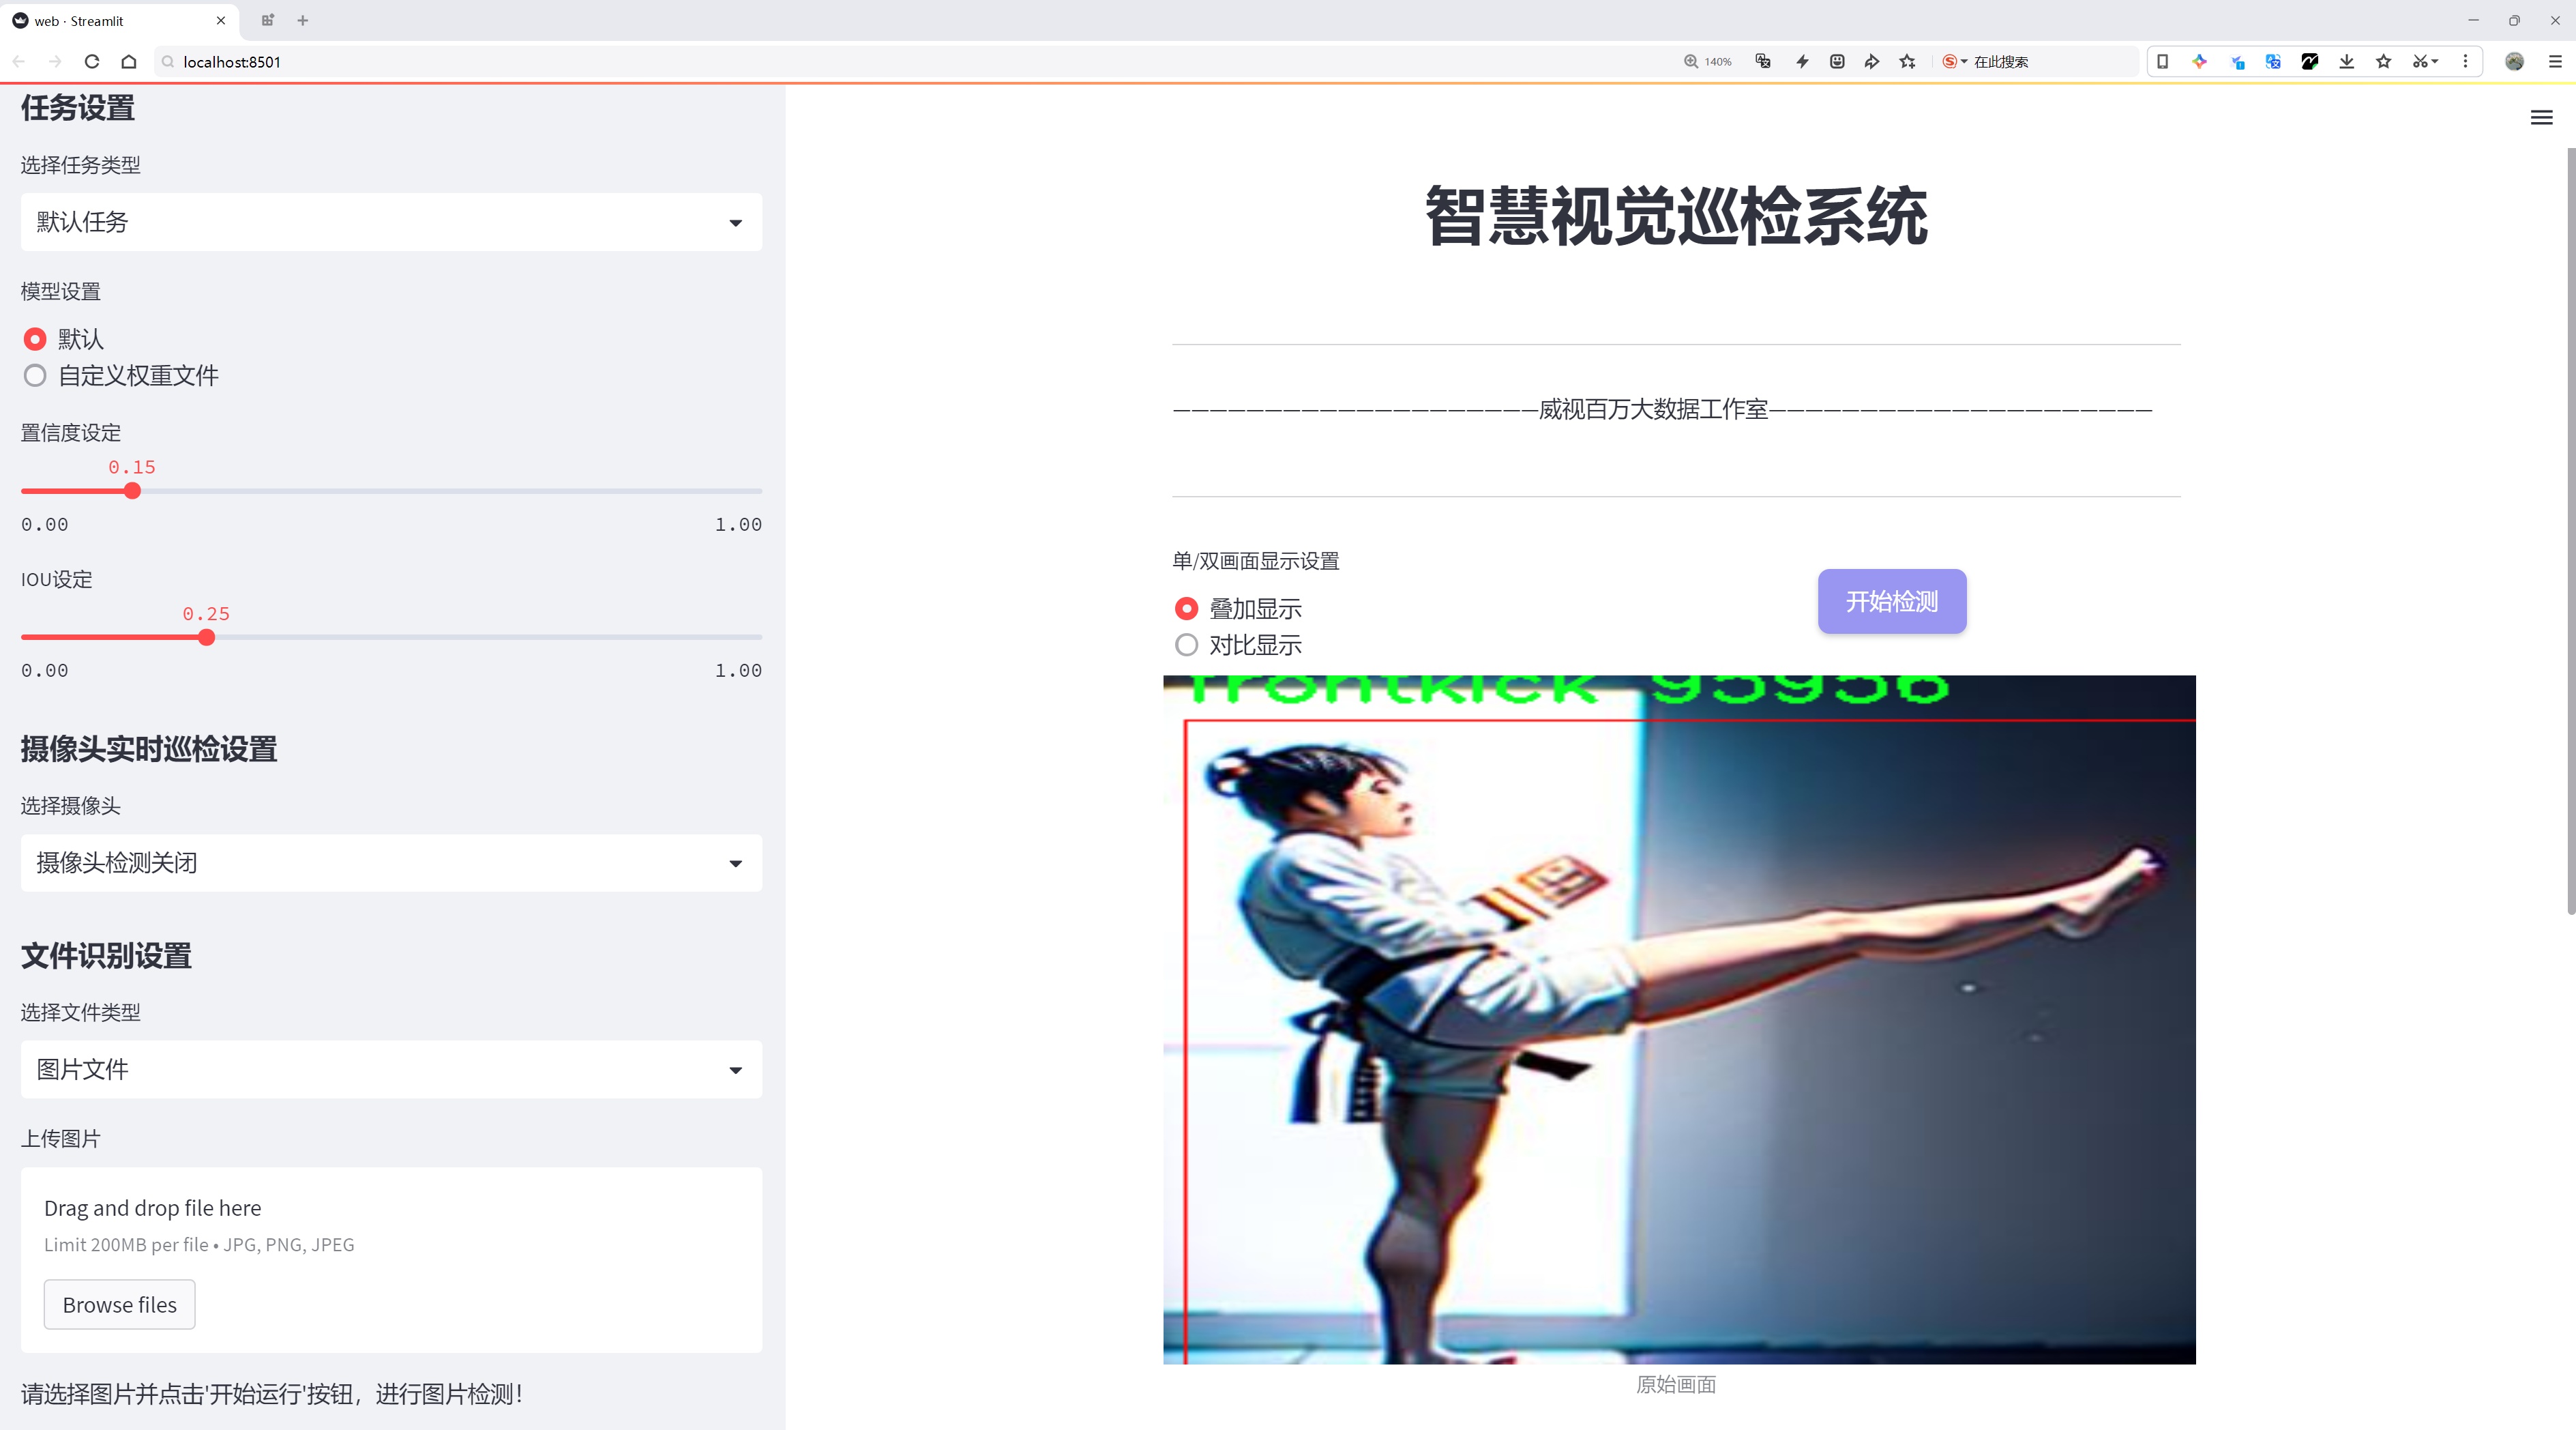 web · Streamlit
localhost:8501
140%
在此搜索
任务设置
选择任务类型
默认任务
模型设置
默认
自定义权重文件
置信度设定
0.15
0.00
1.00
IOU设定
0.25
0.00
1.00
摄像头实时巡检设置
选择摄像头
摄像头检测关闭
文件识别设置
选择文件类型
图片文件
上传图片
Drag and drop file here
Limit 200MB per file • JPG, PNG, JPEG
Browse files
请选择图片并点击'开始运行'按钮，进行图片检测！
智慧视觉巡检系统
—————————————————————威视百万大数据工作室—————————————————————
单/双画面显示设置
叠加显示
对比显示
开始检测
frontkick 95956
原始画面